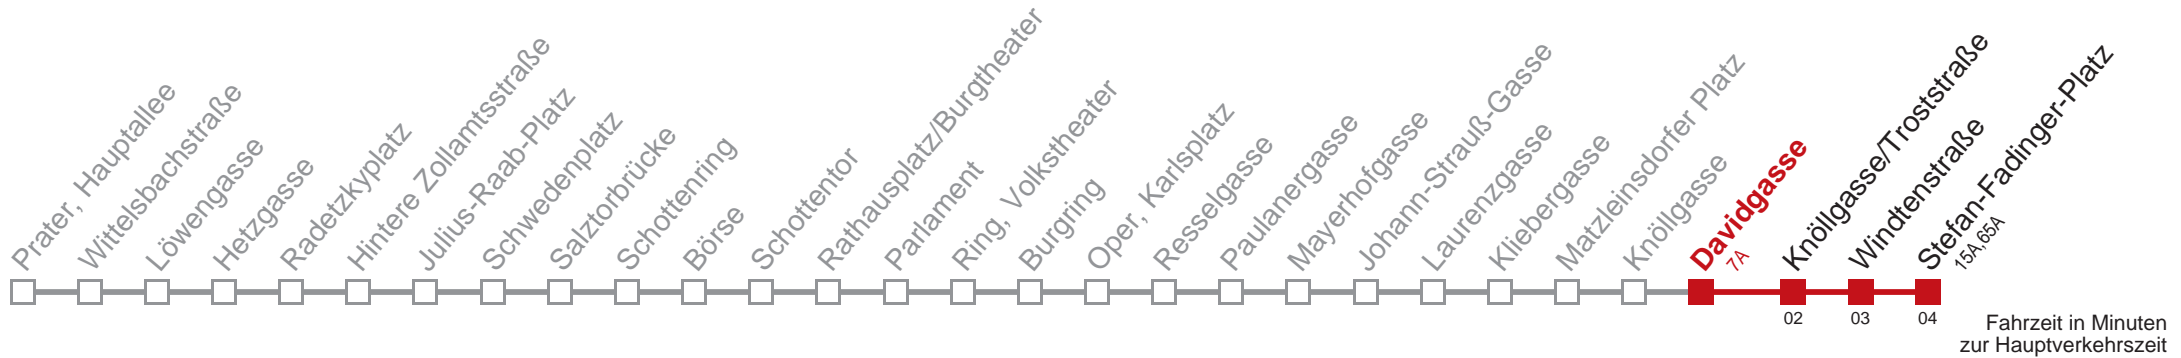 Prater, Hauptallee
Wittelsbachstraße
Löwengasse
Hetzgasse
Radetzkyplatz
Hintere Zollamtsstraße
Julius-Raab-Platz
Schwedenplatz
Salztorbrücke
Schottenring
Börse
Schottentor
Rathausplatz/Burgtheater
Parlament
Ring, Volkstheater
Burgring
Oper, Karlsplatz
Resselgasse
Paulanergasse
Mayerhofgasse
Johann-Strauß-Gasse
Laurenzgasse
Kliebergasse
Matzleinsdorfer Platz
Knöllgasse
Davidgasse
7A
Knöllgasse/Troststraße
Windtenstraße
Stefan-Fadinger-Platz
15A,65A
02
03
04
Fahrzeit in Minuten
zur Hauptverkehrszeit